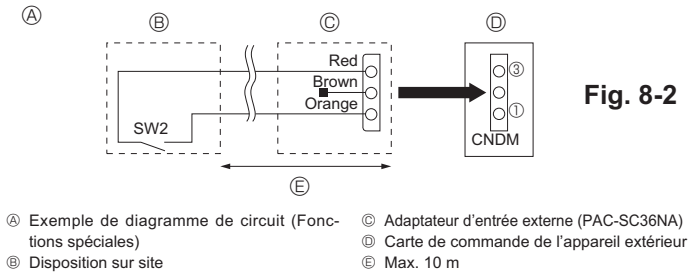 Ⓐ
Ⓑ
Ⓒ
Ⓓ
Red
Brown
Orange
SW2
③
①
CNDM
Fig. 8-2
Ⓔ
Ⓐ Exemple de diagramme de circuit (Fonc-
tions spéciales)
Ⓑ Disposition sur site
Ⓒ Adaptateur d'entrée externe (PAC-SC36NA)
Ⓓ Carte de commande de l'appareil extérieur
Ⓔ Max. 10 m